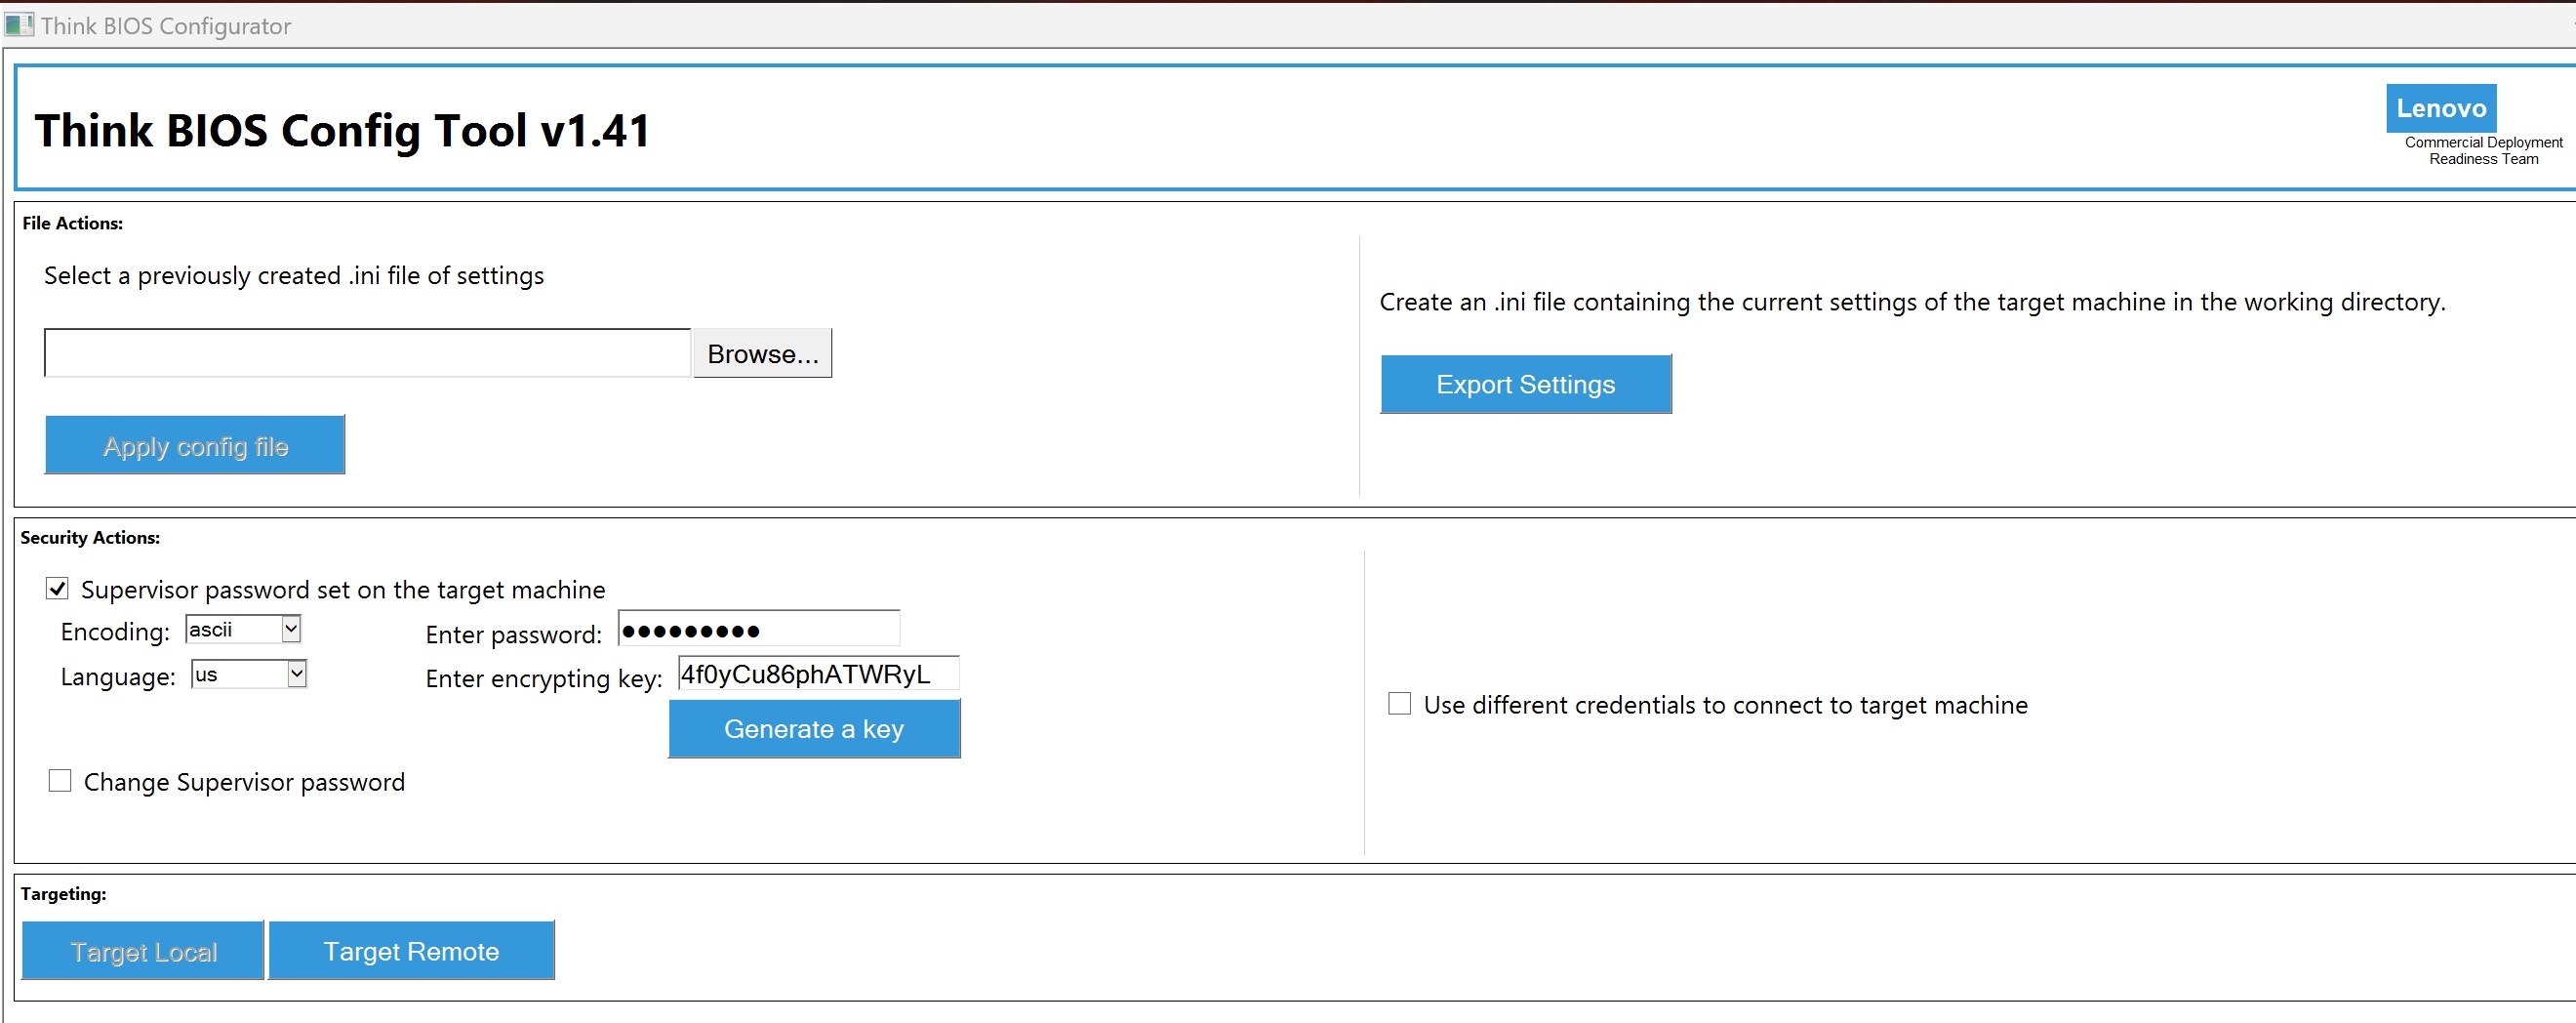 Think BIOS Configurator
Think BIOS Config Tool v1.41
Lenovo
Commercial Deployment
Readiness Team
File Actions:
Select a previously created .ini file of settings
Browse...
Apply config file
Create an .ini file containing the current settings of the target machine in the working directory.
Export Settings
Security Actions:
Supervisor password set on the target machine
Encoding: ascii
Enter password: ●●●●●●●●●
Language: us
Enter encrypting key: 4f0yCu86phATWRyL
Generate a key
Change Supervisor password
Use different credentials to connect to target machine
Targeting:
Target Local
Target Remote